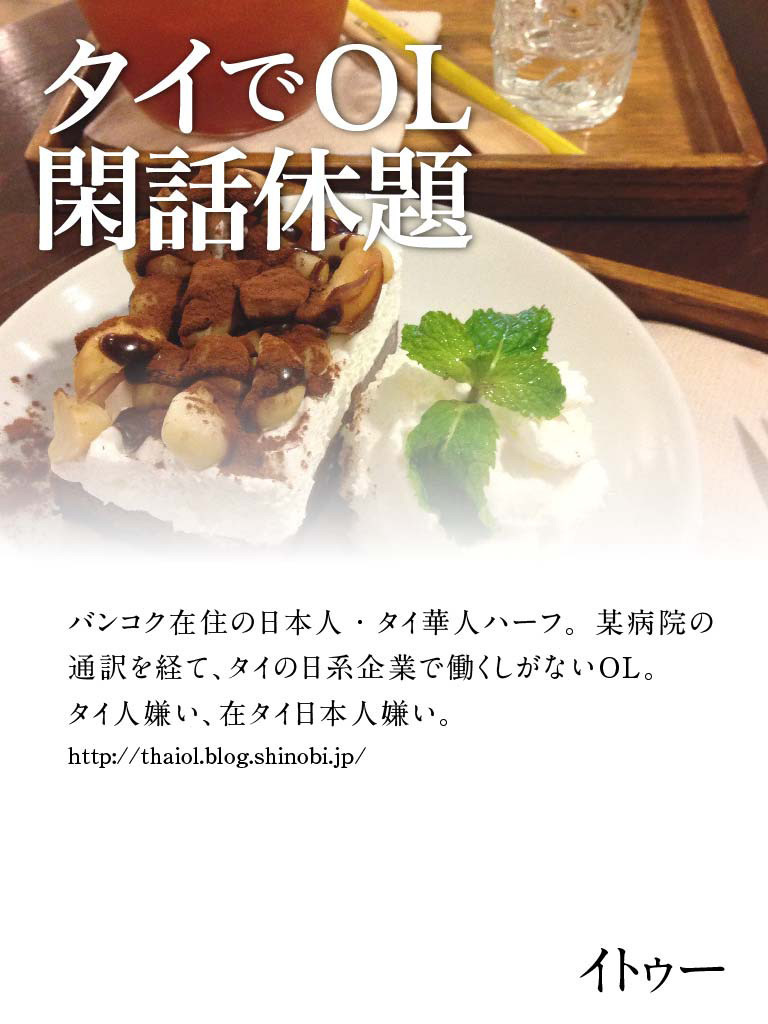 タイでOL
閑話休題
バンコク在住の日本人・タイ華人ハーフ。某病院の
通訳を経て、タイの日系企業で働くしがないOL。
タイ人嫌い、在タイ日本人嫌い。
http://thaiol.blog.shinobi.jp/
イトゥー